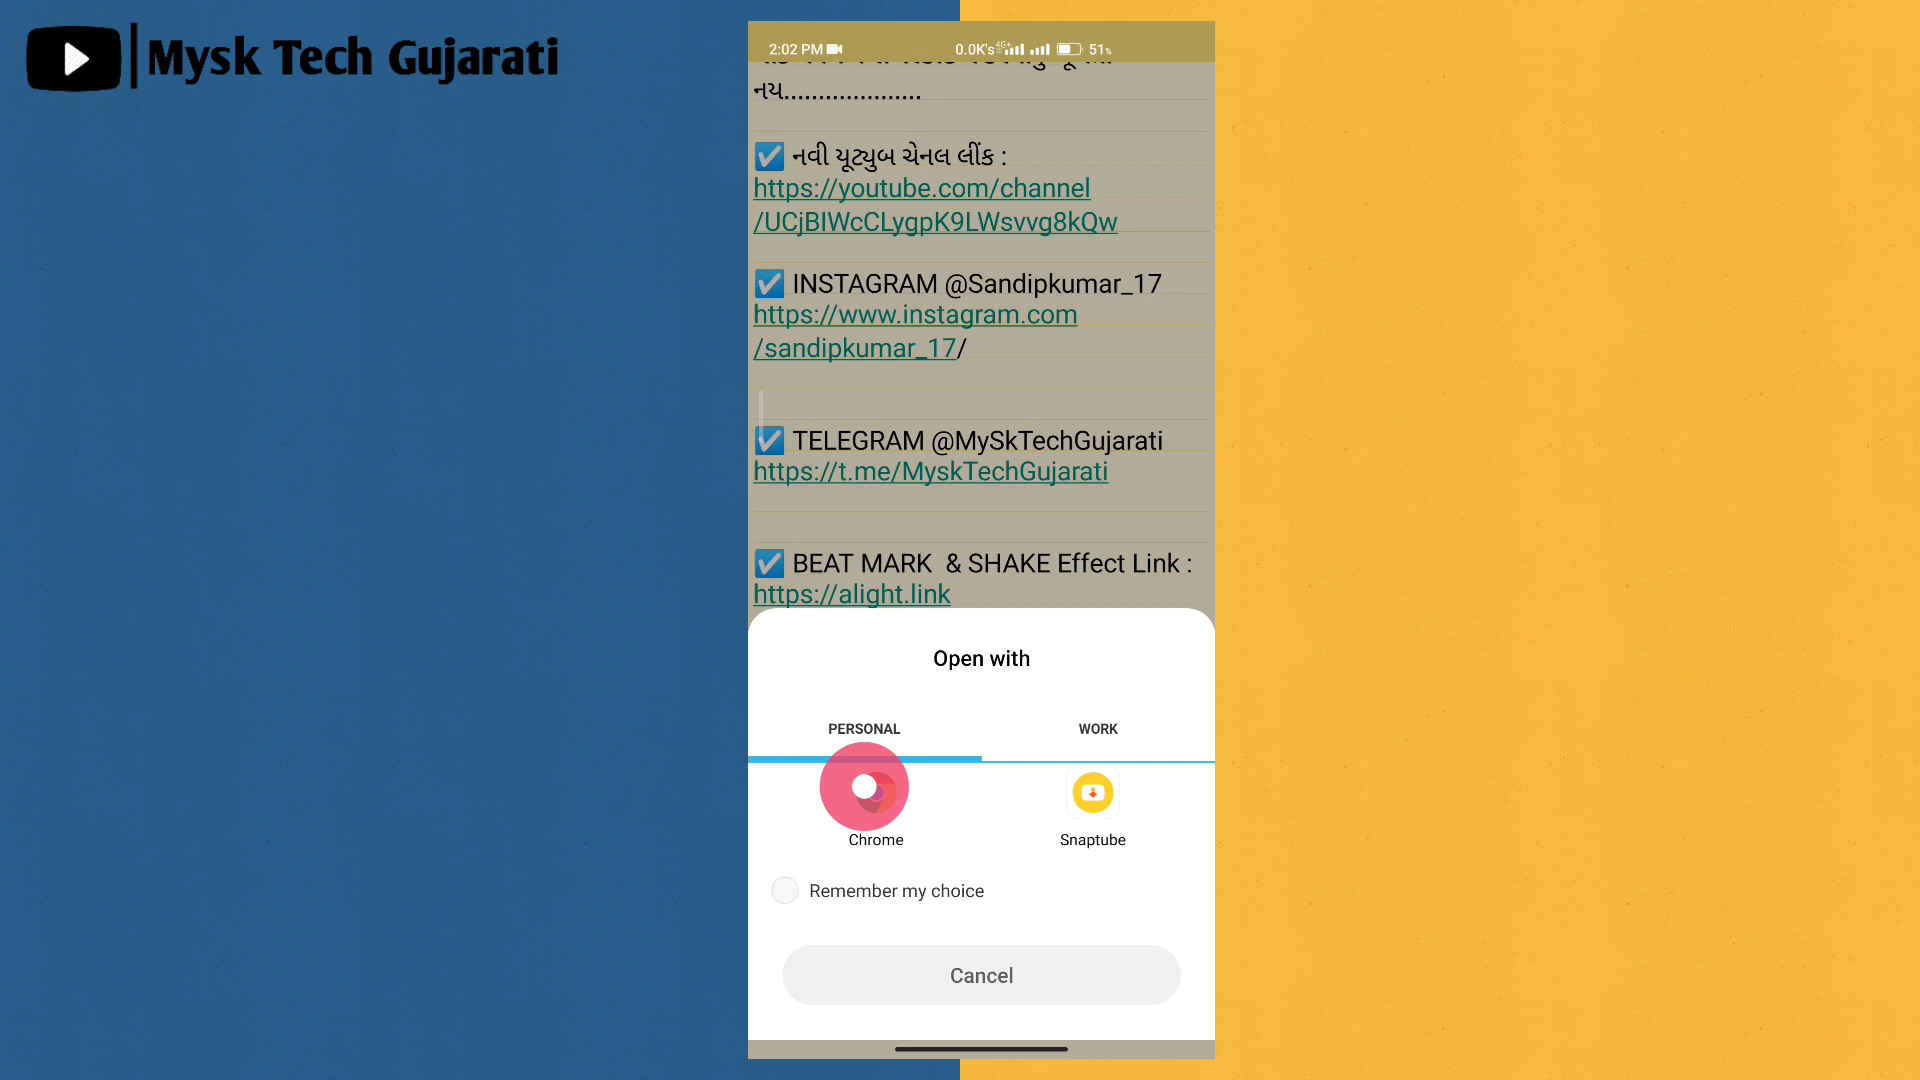 Mysk Tech Gujarati
2:02 PM 0.0K's 4G+ 51%
નય....................
☑️ નવી યૂટ્યુબ ચેનલ લીંક :
https://youtube.com/channel
/UCjBIWcCLygpK9LWsvvg8kQw
☑️ INSTAGRAM @Sandipkumar_17
https://www.instagram.com
/sandipkumar_17/
☑️ TELEGRAM @MySkTechGujarati
https://t.me/MyskTechGujarati
☑️ BEAT MARK & SHAKE Effect Link :
https://alight.link
Open with
PERSONAL WORK
Chrome Snaptube
Remember my choice
Cancel